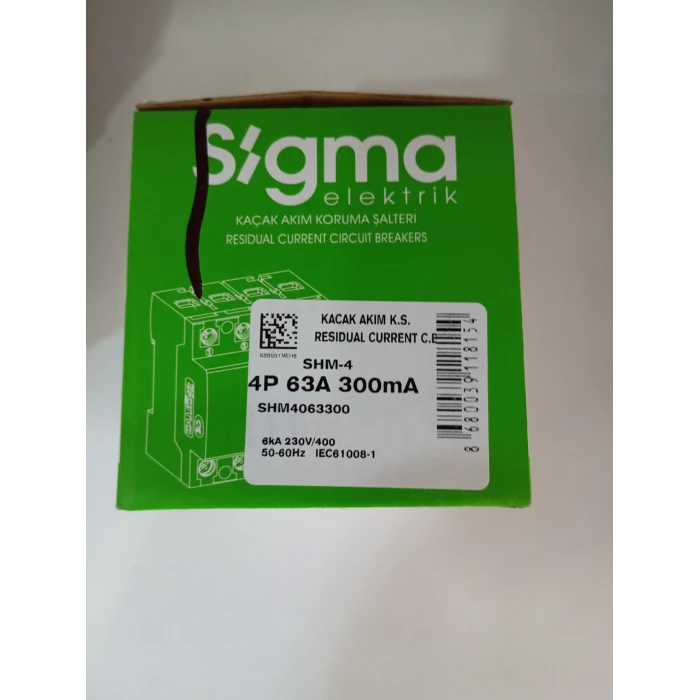 Sigma
elektrik
KAÇAK AKIM KORUMA ŞALTERİ
RESIDUAL CURRENT CIRCUIT BREAKERS
KACAK AKIM K.S.
RESIDUAL CURRENT C.
SHM-4
4P 63A 300mA
SHM4063300
6kA 230V/400
50-60Hz IEC61008-1
8680039118154